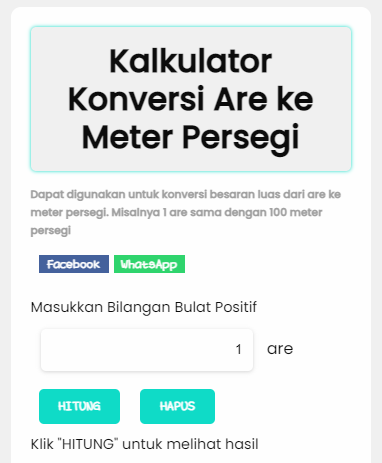 Kalkulator
Konversi Are ke
Meter Persegi
Dapat digunakan untuk konversi besaran luas dari are ke
meter persegi. Misalnya 1 are sama dengan 100 meter
persegi
Facebook WhatsApp
Masukkan Bilangan Bulat Positif
1 are
HITUNG HAPUS
Klik "HITUNG" untuk melihat hasil